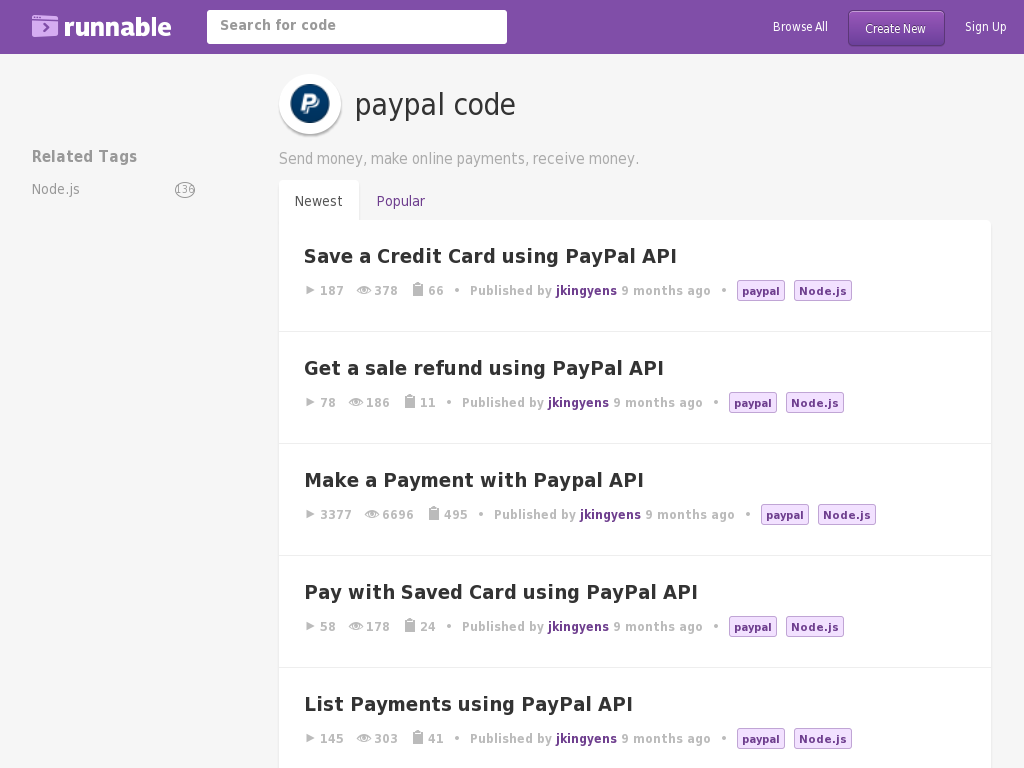 runnable
Search for code
Browse All
Create New
Sign Up
paypal code
Related Tags
Send money, make online payments, receive money.
Node.js 136
Newest Popular
Save a Credit Card using PayPal API
187 378 66 • Published by jkingyens 9 months ago • paypal Node.js
Get a sale refund using PayPal API
78 186 11 • Published by jkingyens 9 months ago • paypal Node.js
Make a Payment with Paypal API
3377 6696 495 • Published by jkingyens 9 months ago • paypal Node.js
Pay with Saved Card using PayPal API
58 178 24 • Published by jkingyens 9 months ago • paypal Node.js
List Payments using PayPal API
145 303 41 • Published by jkingyens 9 months ago • paypal Node.js